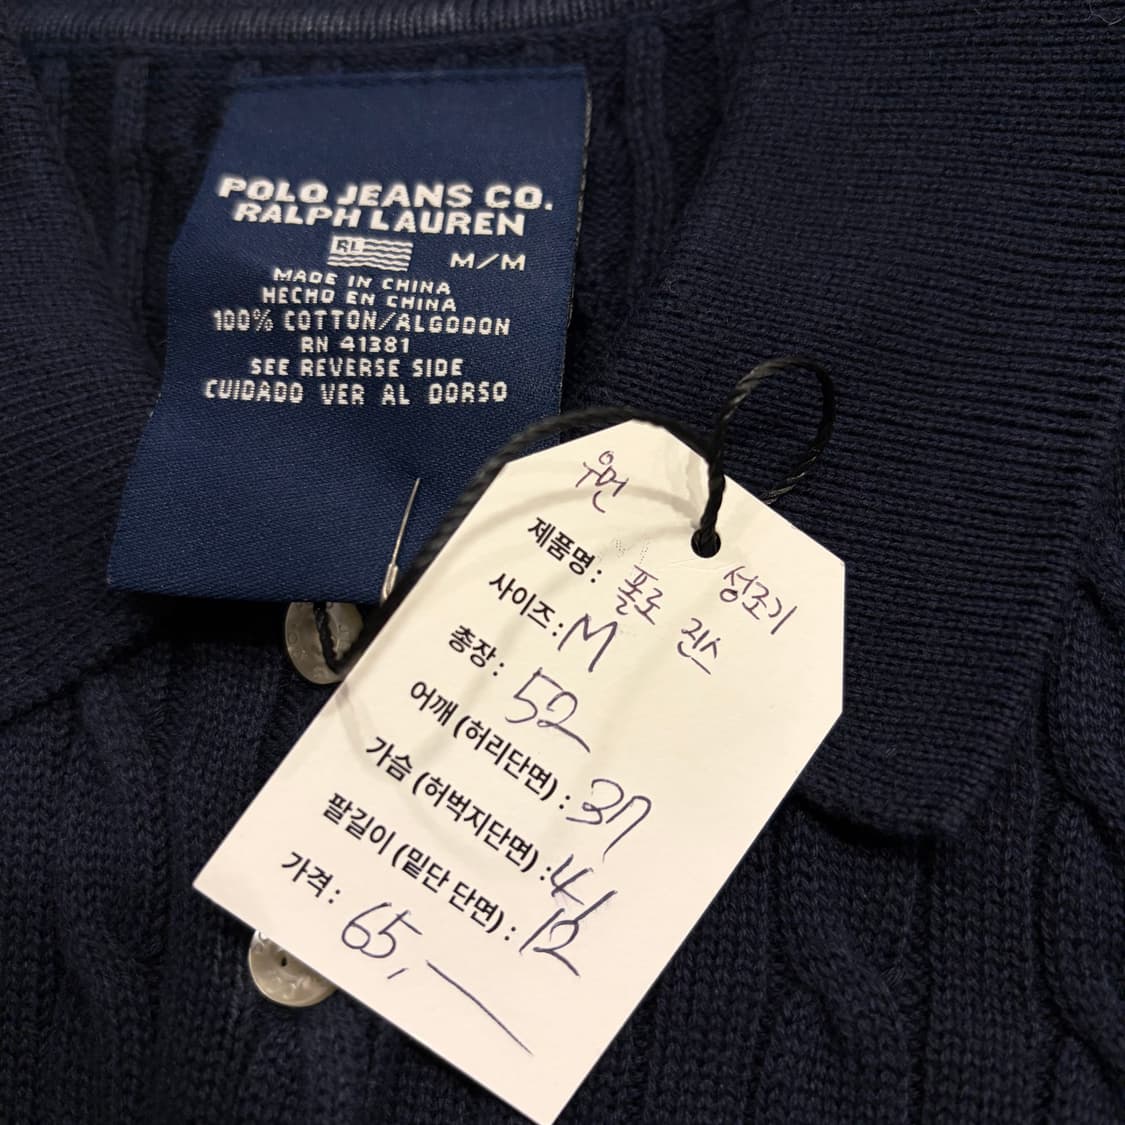 POLO JEANS CO.
RALPH LAUREN
RL
M/M
MADE IN CHINA
HECHO EN CHINA
100% COTTON/ALGODON
RN 41381
SEE REVERSE SIDE
CUIDADO VER AL DORSO
우먼
제품명: 폴로 진스 성조기
사이즈: M
총장: 52
어깨 (허리단면) : 37
가슴 (허벅지단면) : 41
팔길이 (밑단 단면) : 12
가격: 65,—